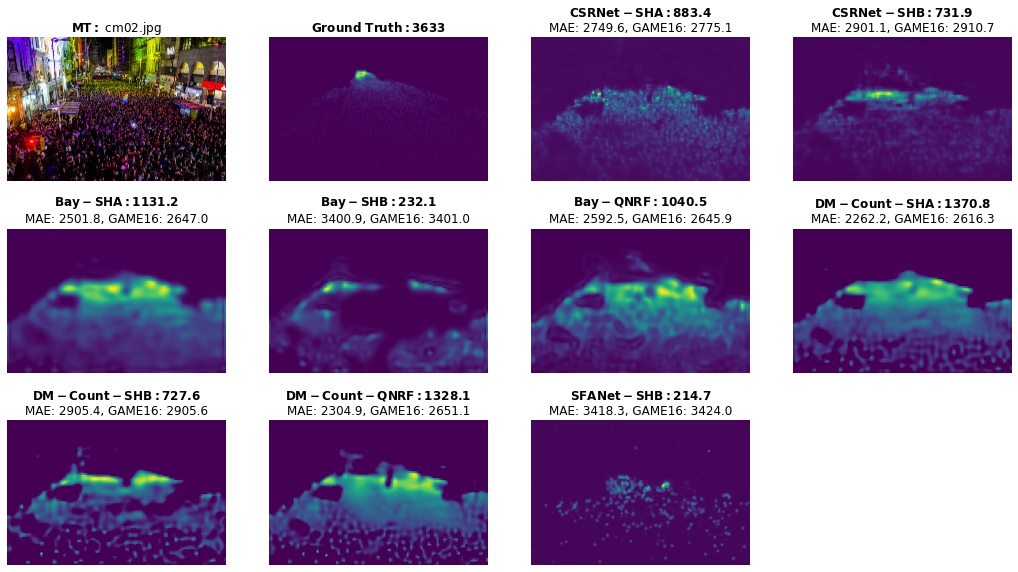 MT: cm02.jpg
Ground Truth:3633
CSRNet-SHA:883.4
MAE: 2749.6, GAME16: 2775.1
CSRNet-SHB:731.9
MAE: 2901.1, GAME16: 2910.7
Bay-SHA:1131.2
MAE: 2501.8, GAME16: 2647.0
Bay-SHB:232.1
MAE: 3400.9, GAME16: 3401.0
Bay-QNRF:1040.5
MAE: 2592.5, GAME16: 2645.9
DM-Count-SHA:1370.8
MAE: 2262.2, GAME16: 2616.3
DM-Count-SHB:727.6
MAE: 2905.4, GAME16: 2905.6
DM-Count-QNRF:1328.1
MAE: 2304.9, GAME16: 2651.1
SFANet-SHB:214.7
MAE: 3418.3, GAME16: 3424.0